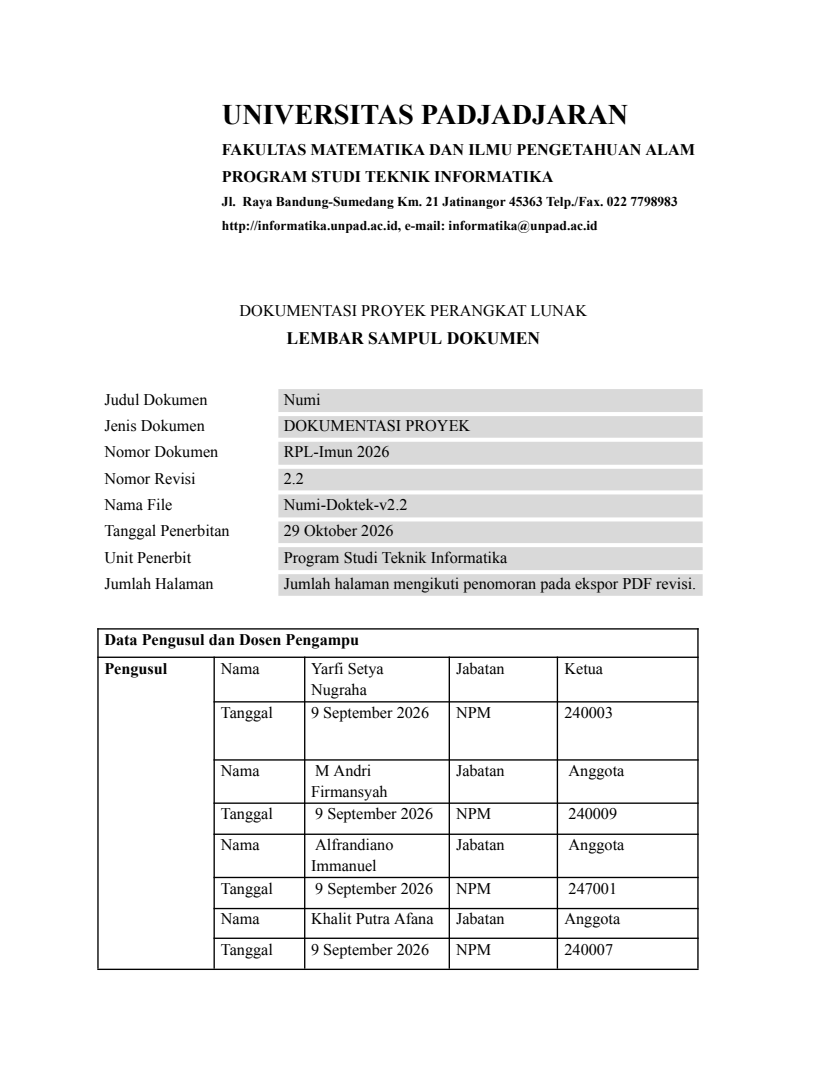 UNIVERSITAS PADJADJARAN
FAKULTAS MATEMATIKA DAN ILMU PENGETAHUAN ALAM
PROGRAM STUDI TEKNIK INFORMATIKA
Jl. Raya Bandung-Sumedang Km. 21 Jatinangor 45363 Telp./Fax. 022 7798983
http://informatika.unpad.ac.id, e-mail: informatika@unpad.ac.id
DOKUMENTASI PROYEK PERANGKAT LUNAK
LEMBAR SAMPUL DOKUMEN
Judul Dokumen Numi
Jenis Dokumen DOKUMENTASI PROYEK
Nomor Dokumen RPL-Imun 2026
Nomor Revisi 2.2
Nama File Numi-Doktek-v2.2
Tanggal Penerbitan 29 Oktober 2026
Unit Penerbit Program Studi Teknik Informatika
Jumlah Halaman Jumlah halaman mengikuti penomoran pada ekspor PDF revisi.
Data Pengusul dan Dosen Pengampu
Pengusul Nama Yarfi Setya Jabatan Ketua
Nugraha
Tanggal 9 September 2026 NPM 240003
Nama M Andri Jabatan Anggota
Firmansyah
Tanggal 9 September 2026 NPM 240009
Nama Alfrandiano Jabatan Anggota
Immanuel
Tanggal 9 September 2026 NPM 247001
Nama Khalit Putra Afana Jabatan Anggota
Tanggal 9 September 2026 NPM 240007